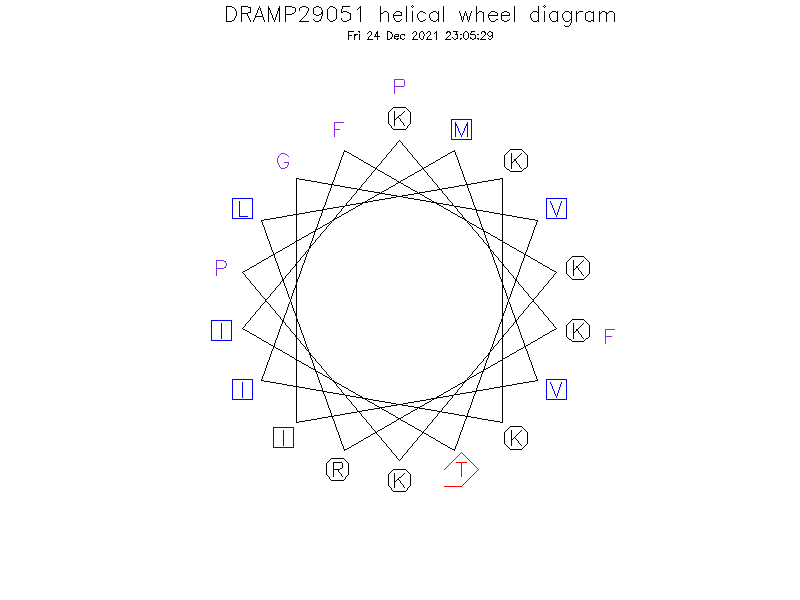 DRAMP29051 helical wheel diagram
Fri 24 Dec 2021 23:05:29
P
K
F M
G K
L V
P K
I K F
I V
I K
R K T